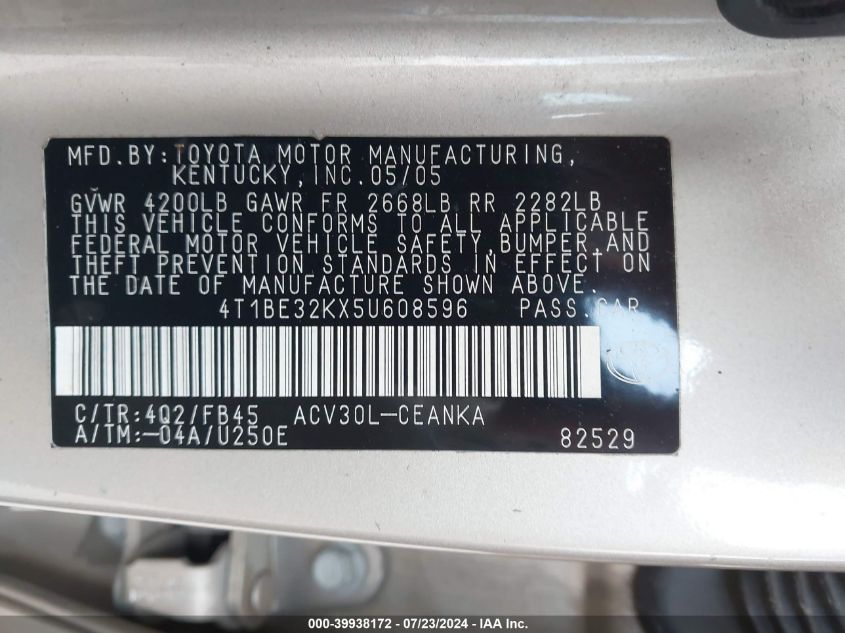 MFD. BY: TOYOTA MOTOR MANUFACTURING,
KENTUCKY, INC. 05/05
GVWR 4200LB GAWR FR 2668LB RR 2282LB
THIS VEHICLE CONFORMS TO ALL APPLICABLE
FEDERAL MOTOR VEHICLE SAFETY, BUMPER, AND
THEFT PREVENTION STANDARDS IN EFFECT ON
THE DATE OF MANUFACTURE SHOWN ABOVE.
4T1BE32KX5U608596 PASS. CAR
C/TR: 4Q2/FB45 ACV30L-CEANKA
A/TM: -04A/U250E 82529
000-39938172 - 07/23/2024 - IAA Inc.